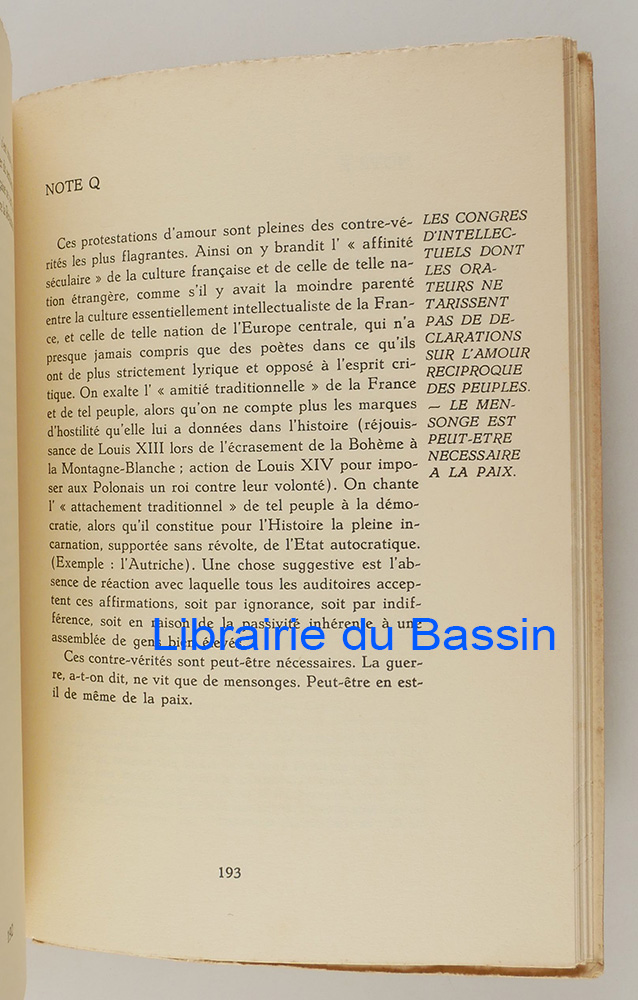 NOTE Q
Ces protestations d'amour sont pleines des contre-vé-
rités les plus flagrantes. Ainsi on y brandit l' « affinité
séculaire » de la culture française et de celle de telle na-
tion étrangère, comme s'il y avait la moindre parenté
entre la culture essentiellement intellectualiste de la Fran-
ce, et celle de telle nation de l'Europe centrale, qui n'a
presque jamais compris que des poètes dans ce qu'ils
ont de plus strictement lyrique et opposé à l'esprit cri-
tique. On exalte l' « amitié traditionnelle » de la France
et de tel peuple, alors qu'on ne compte plus les marques
d'hostilité qu'elle lui a données dans l'histoire (réjouis-
sance de Louis XIII lors de l'écrasement de la Bohème à
la Montagne-Blanche ; action de Louis XIV pour impo-
ser aux Polonais un roi contre leur volonté). On chante
l' « attachement traditionnel » de tel peuple à la démo-
cratie, alors qu'il constitue pour l'Histoire la pleine in-
carnation, supportée sans révolte, de l'Etat autocratique.
(Exemple : l'Autriche). Une chose suggestive est l'ab-
sence de réaction avec laquelle tous les auditoires accep-
tent ces affirmations, soit par ignorance, soit par indif-
férence, soit en raison de la passivité inhérente à une
assemblée de gens bien élevés.
Ces contre-vérités sont peut-être nécessaires. La guer-
re, a-t-on dit, ne vit que de mensonges. Peut-être en est-
il de même de la paix.
LES CONGRES
D'INTELLEC-
TUELS DONT
LES ORA-
TEURS NE
TARISSENT
PAS DE DE-
CLARATIONS
SUR L'AMOUR
RECIPROQUE
DES PEUPLES.
— LE MEN-
SONGE EST
PEUT-ETRE
NECESSAIRE
A LA PAIX.
Librairie du Bassin
193